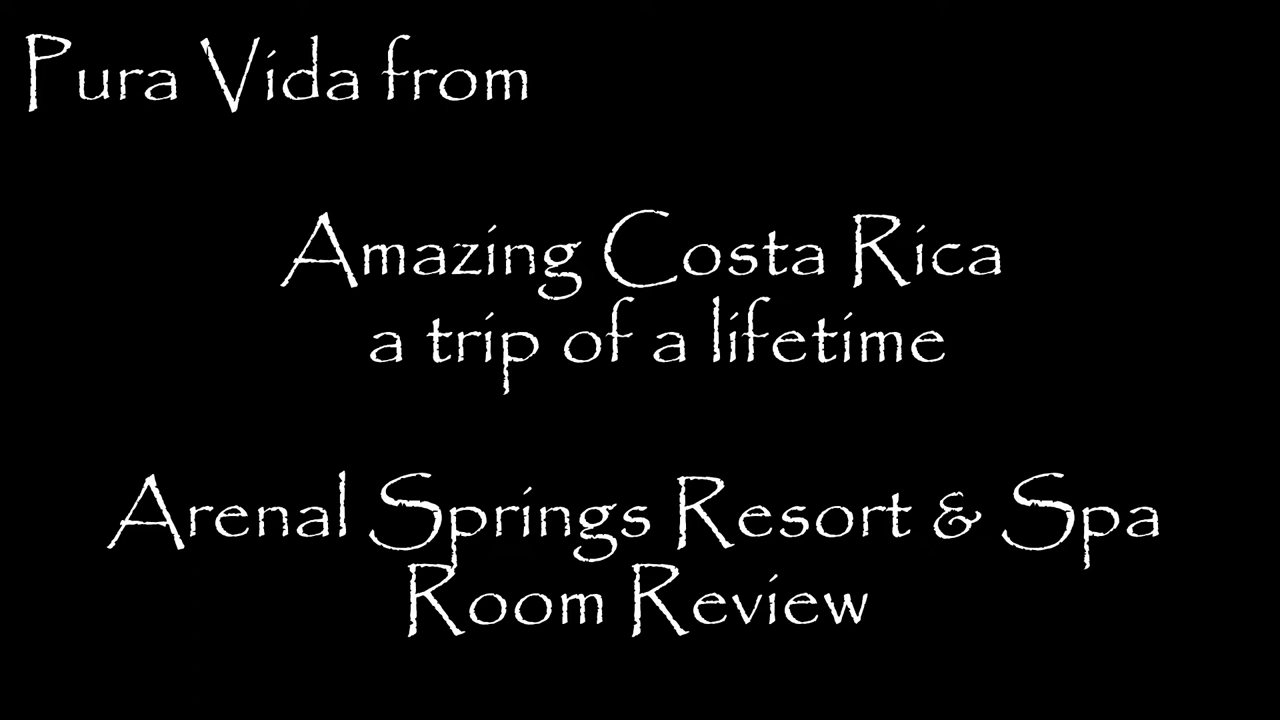 Pura Vida from
Amazing Costa Rica
a trip of a lifetime
Arenal Springs Resort & Spa
Room Review